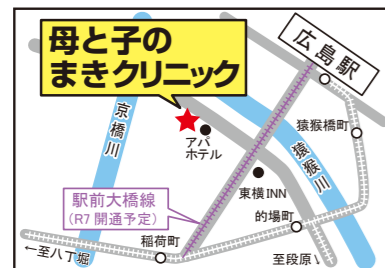 母と子の
まきクリニック
広島駅
京橋川
猿猴橋町
アパ
ホテル
猿猴川
東横INN
駅前大橋線
(R7 開通予定)
的場町
稲荷町
←至八丁堀
至段原↓